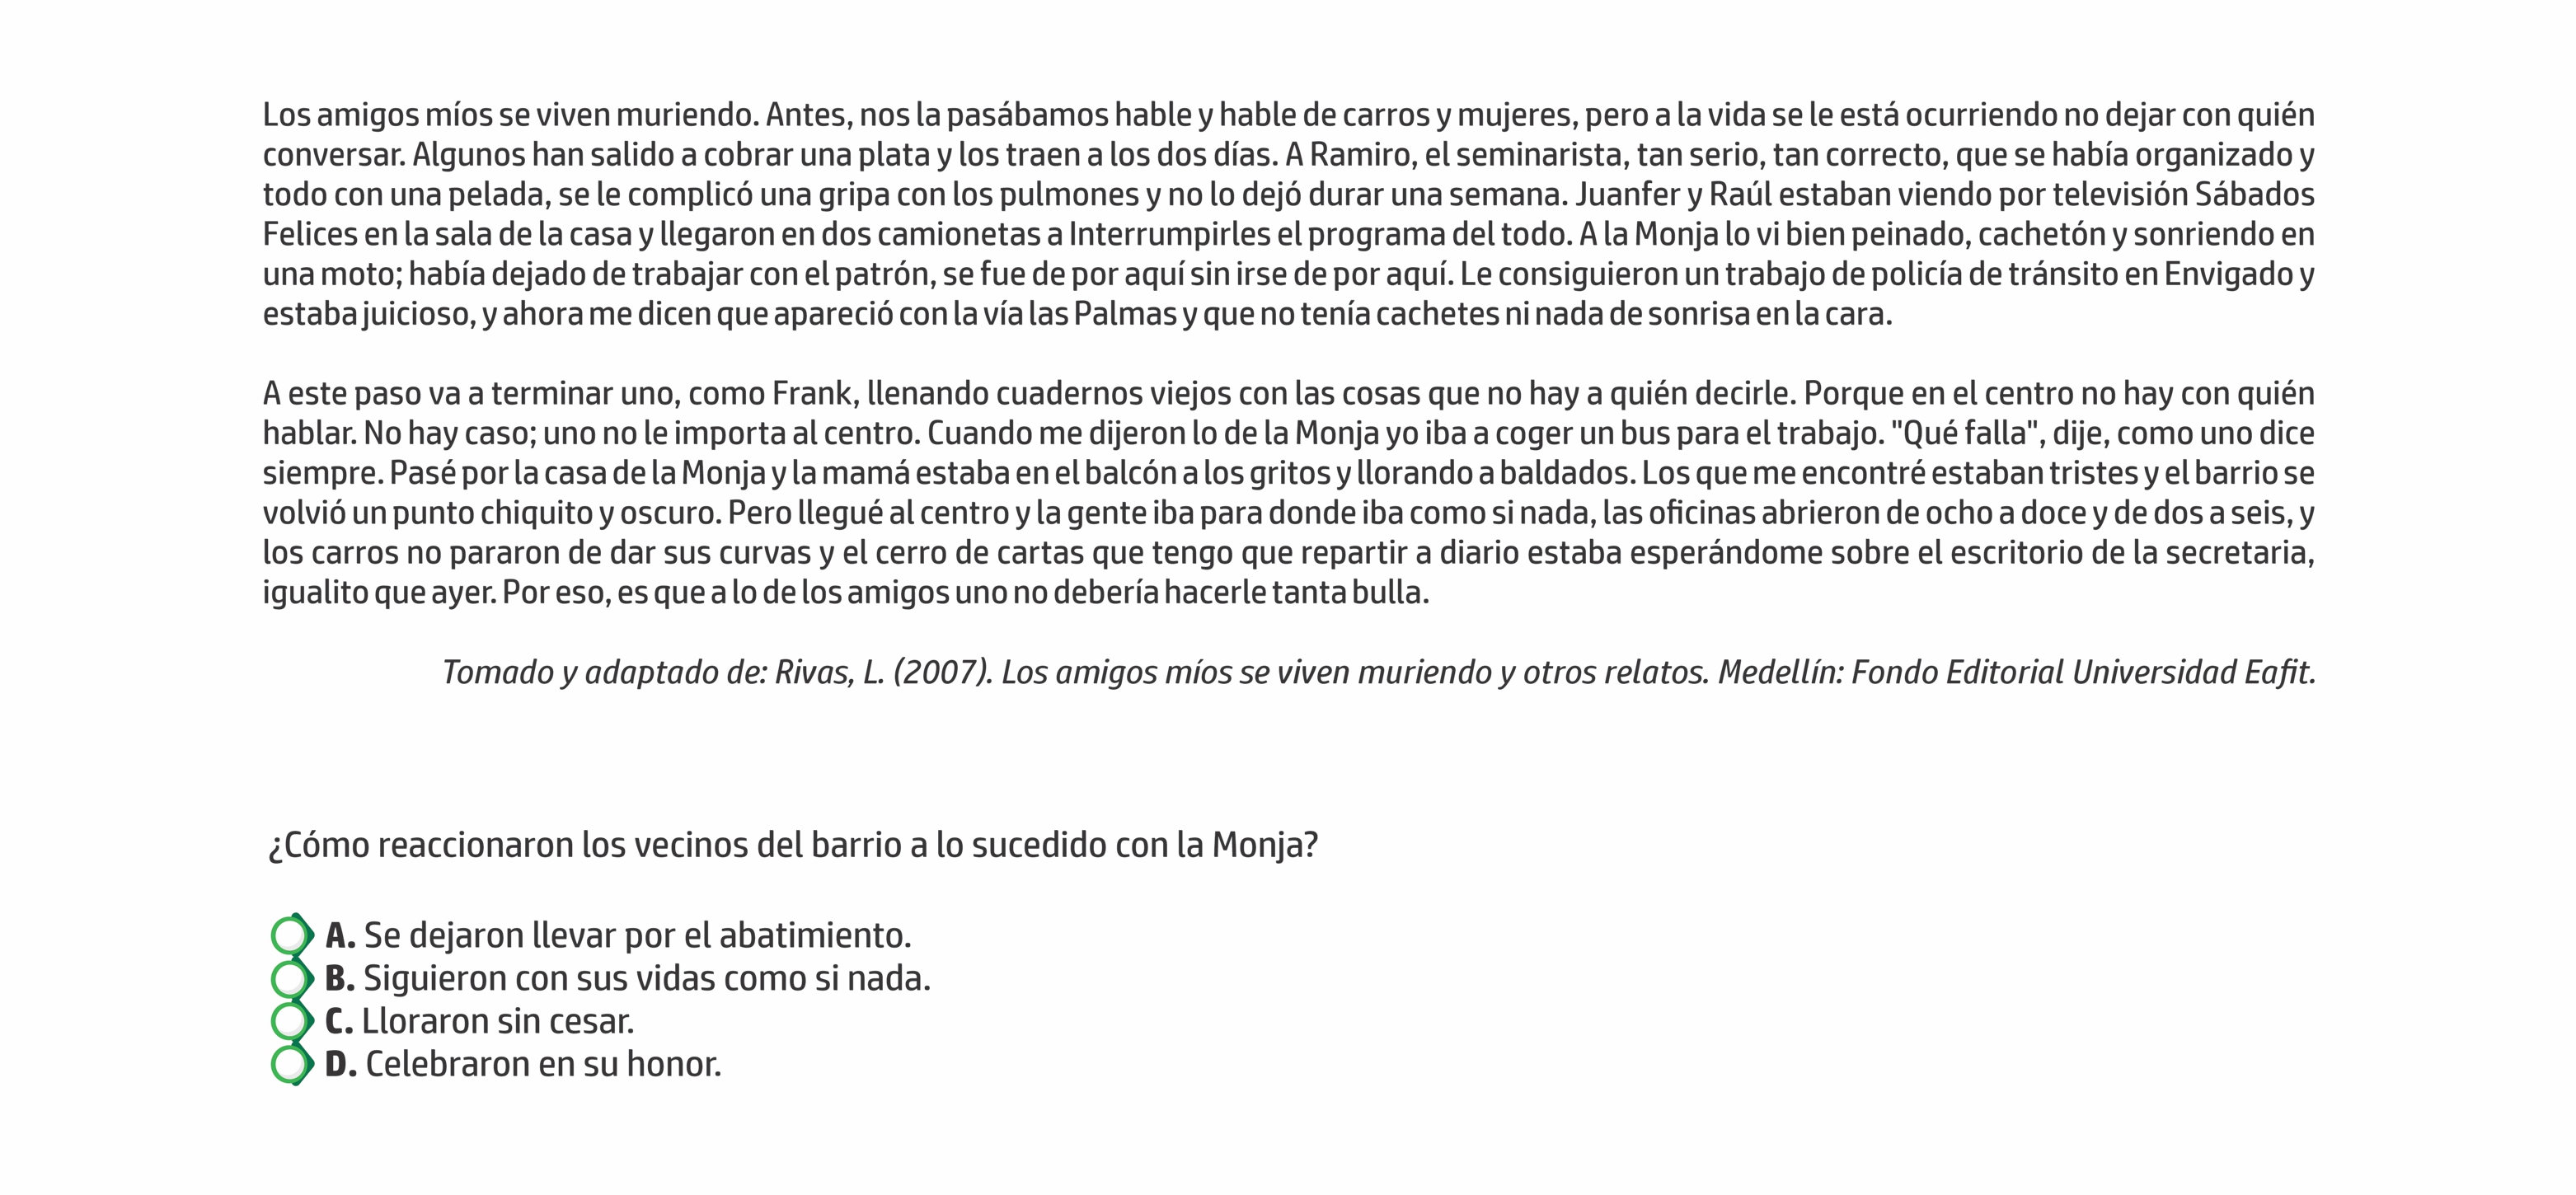 Los amigos míos se viven muriendo. Antes, nos la pasábamos hable y hable de carros y mujeres, pero a la vida se le está ocurriendo no dejar con quién
conversar. Algunos han salido a cobrar una plata y los traen a los dos días. A Ramiro, el seminarista, tan serio, tan correcto, que se había organizado y
todo con una pelada, se le complicó una gripa con los pulmones y no lo dejó durar una semana. Juanfer y Raúl estaban viendo por televisión Sábados
Felices en la sala de la casa y llegaron en dos camionetas a Interrumpirles el programa del todo. A la Monja lo vi bien peinado, cachetón y sonriendo en
una moto; había dejado de trabajar con el patrón, se fue de por aquí sin irse de por aquí. Le consiguieron un trabajo de policía de tránsito en Envigado y
estaba juicioso, y ahora me dicen que apareció con la vía las Palmas y que no tenía cachetes ni nada de sonrisa en la cara.
A este paso va a terminar uno, como Frank, llenando cuadernos viejos con las cosas que no hay a quién decirle. Porque en el centro no hay con quién
hablar. No hay caso; uno no le importa al centro. Cuando me dijeron lo de la Monja yo iba a coger un bus para el trabajo. "Qué falla", dije, como uno dice
siempre. Pasé por la casa de la Monja y la mamá estaba en el balcón a los gritos y llorando a baldados. Los que me encontré estaban tristes y el barrio se
volvió un punto chiquito y oscuro. Pero llegué al centro y la gente iba para donde iba como si nada, las oficinas abrieron de ocho a doce y de dos a seis, y
los carros no pararon de dar sus curvas y el cerro de cartas que tengo que repartir a diario estaba esperándome sobre el escritorio de la secretaria,
igualito que ayer. Por eso, es que a lo de los amigos uno no debería hacerle tanta bulla.
Tomado y adaptado de: Rivas, L. (2007). Los amigos míos se viven muriendo y otros relatos. Medellín: Fondo Editorial Universidad Eafit.
¿Cómo reaccionaron los vecinos del barrio a lo sucedido con la Monja?
A. Se dejaron llevar por el abatimiento.
B. Siguieron con sus vidas como si nada.
C. Lloraron sin cesar.
D. Celebraron en su honor.